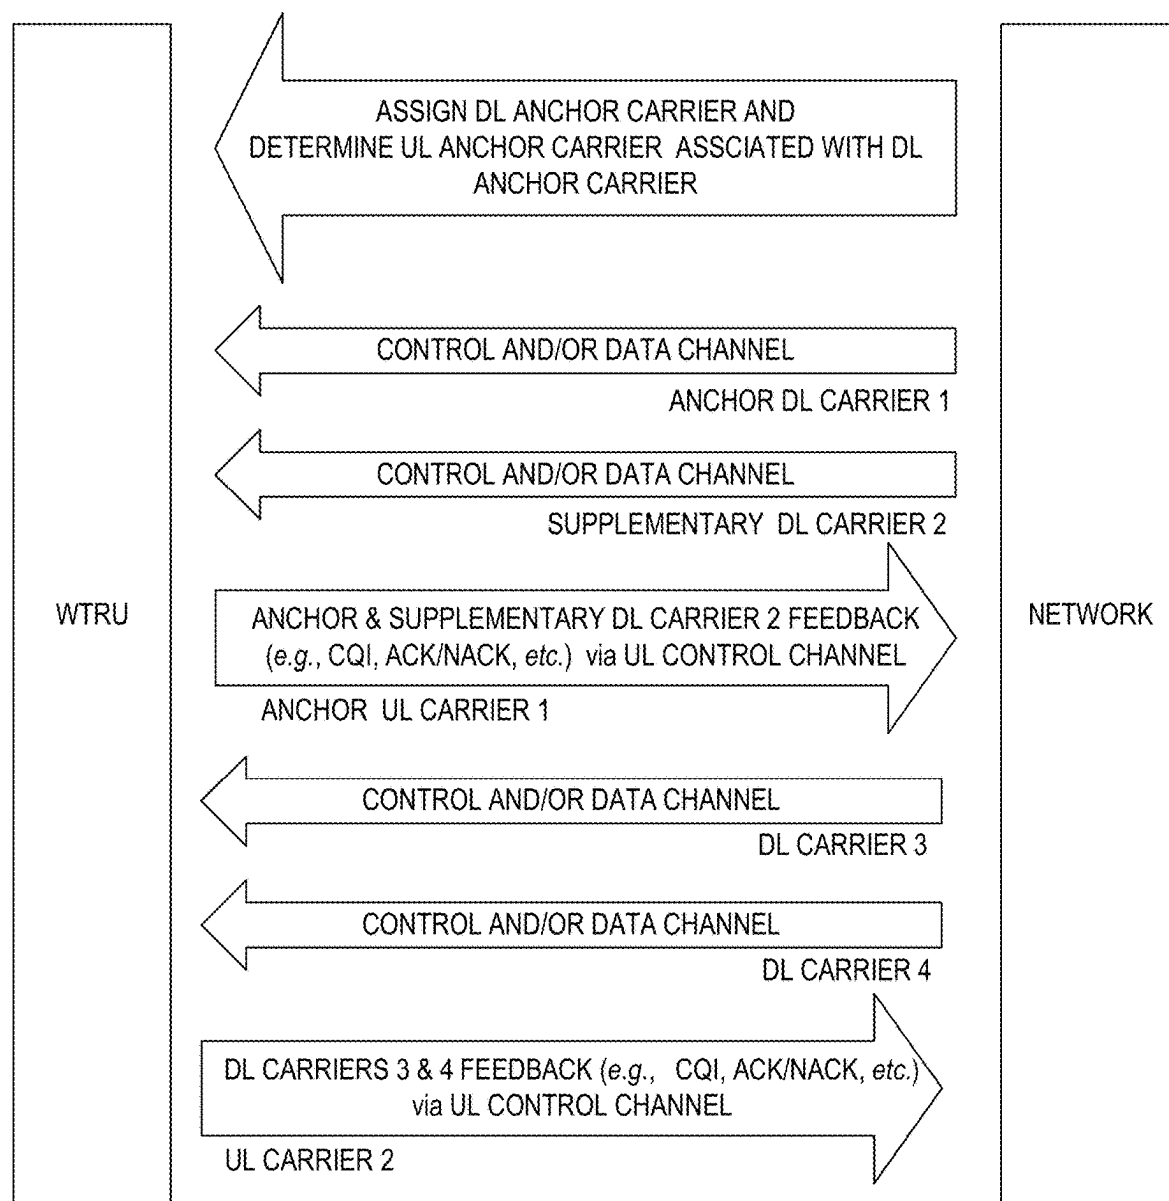 ASSIGN DL ANCHOR CARRIER AND
DETERMINE UL ANCHOR CARRIER ASSCIATED WITH DL
ANCHOR CARRIER
CONTROL AND/OR DATA CHANNEL
ANCHOR DL CARRIER 1
CONTROL AND/OR DATA CHANNEL
SUPPLEMENTARY DL CARRIER 2
WTRU
ANCHOR & SUPPLEMENTARY DL CARRIER 2 FEEDBACK
(e.g., CQI, ACK/NACK, etc.) via UL CONTROL CHANNEL
NETWORK
ANCHOR UL CARRIER 1
CONTROL AND/OR DATA CHANNEL
DL CARRIER 3
CONTROL AND/OR DATA CHANNEL
DL CARRIER 4
DL CARRIERS 3 & 4 FEEDBACK (e.g., CQI, ACK/NACK, etc.)
via UL CONTROL CHANNEL
UL CARRIER 2